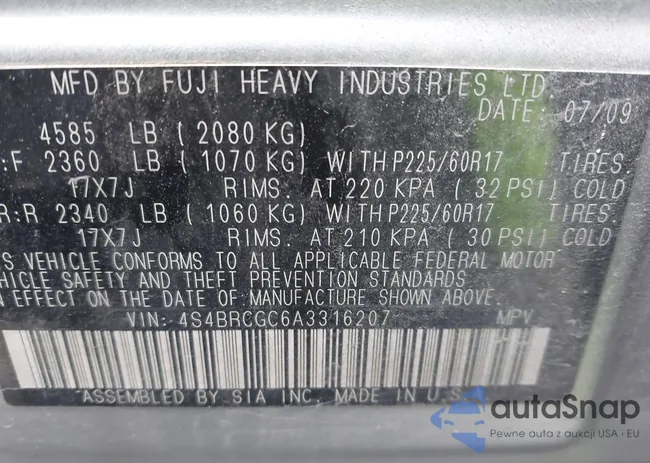 MFD BY FUJI HEAVY INDUSTRIES LTD.
DATE: 07/09
4585 LB ( 2080 KG)
:F 2360 LB ( 1070 KG) WITH P225/60R17 TIRES.
17X7J RIMS. AT 220 KPA ( 32 PSI) COLD
R:R 2340 LB ( 1060 KG) WITH P225/60R17 TIRES.
17X7J RIMS. AT 210 KPA ( 30 PSI) COLD
S VEHICLE CONFORMS TO ALL APPLICABLE FEDERAL MOTOR
HICLE SAFETY AND THEFT PREVENTION STANDARDS
EFFECT ON THE DATE OF MANUFACTURE SHOWN ABOVE.
VIN: 4S4BRCGC6A3316207 MPV
ASSEMBLED BY SIA INC. MADE IN U.S.
autaSnap
Pewne auta z aukcji USA i EU